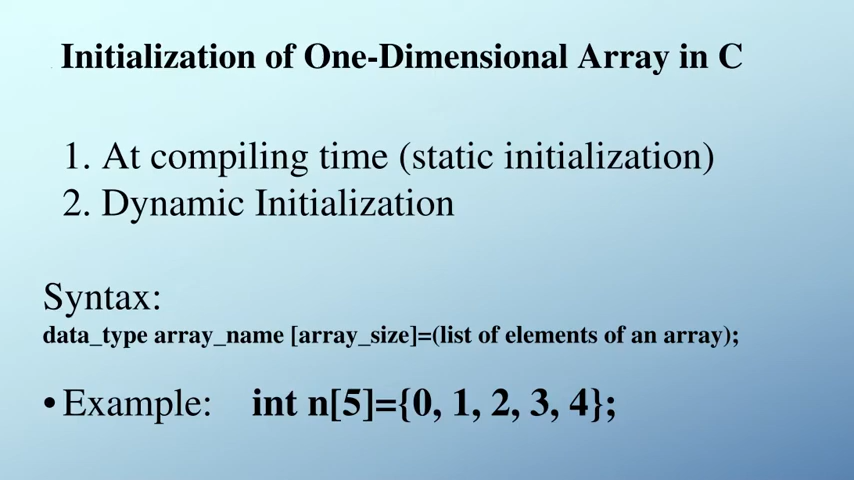 Initialization of One-Dimensional Array in C
1. At compiling time (static initialization)
2. Dynamic Initialization
Syntax:
data_type array_name [array_size]=(list of elements of an array);
• Example: int n[5]={0, 1, 2, 3, 4};